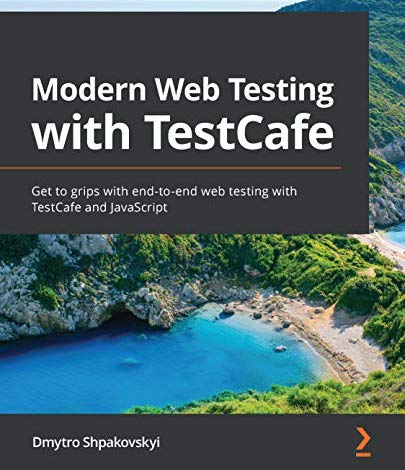 Modern Web Testing
with TestCafe
Get to grips with end-to-end web testing with
TestCafe and JavaScript
Dmytro Shpakovskyi